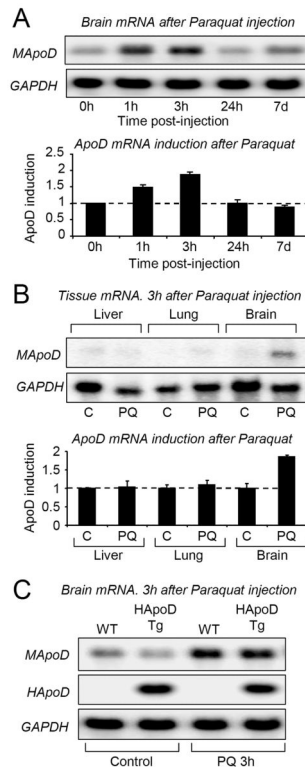 A
Brain mRNA after Paraquat injection
MApoD
GAPDH
0h 1h 3h 24h 7d
Time post-injection
ApoD mRNA induction after Paraquat
ApoD induction
2.5
2
1.5
1
0.5
0
0h 1h 3h 24h 7d
Time post-injection
B
Tissue mRNA. 3h after Paraquat injection
Liver Lung Brain
MApoD
GAPDH
C PQ C PQ C PQ
ApoD mRNA induction after Paraquat
ApoD induction
2
1.5
1
0.5
0
C PQ C PQ C PQ
Liver Lung Brain
C
Brain mRNA. 3h after Paraquat injection
WT HApoD Tg WT HApoD Tg
MApoD
HApoD
GAPDH
Control PQ 3h